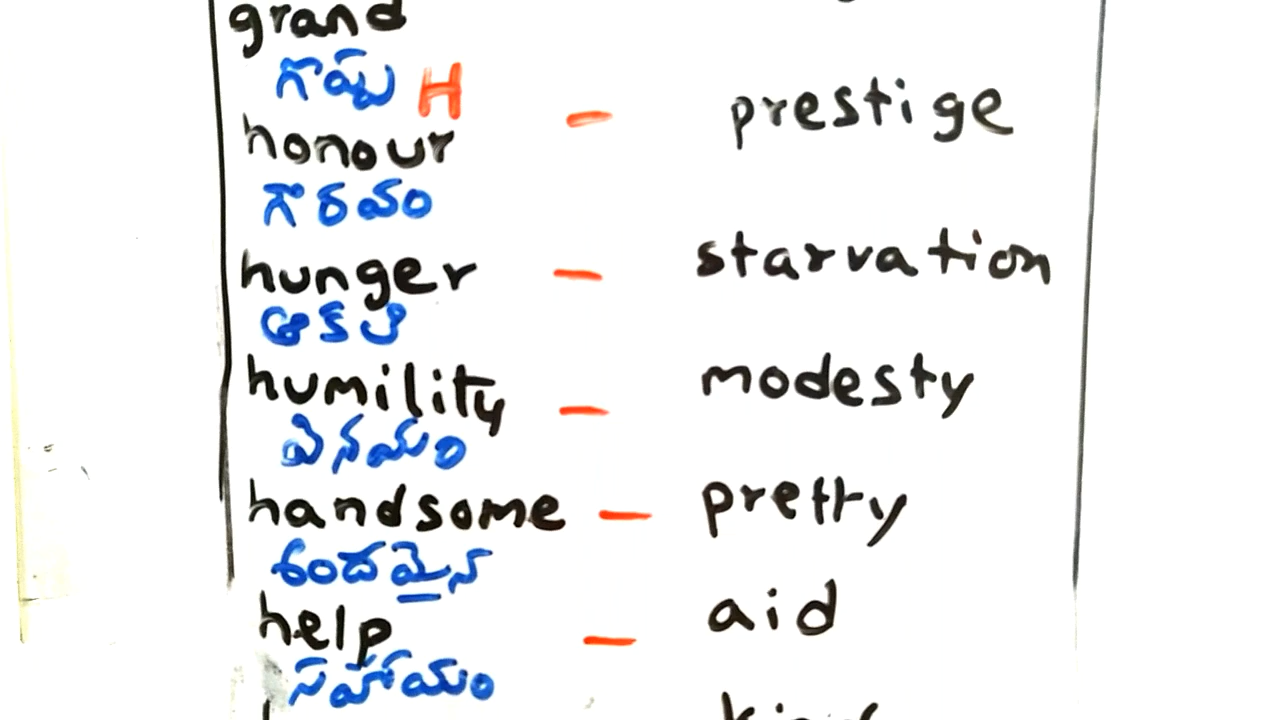 grand
గొప్ప H
honour – prestige
గౌరవం
hunger – starvation
ఆకలి
humility – modesty
వినయం
handsome – pretty
అందమైన
help – aid
సహాయం